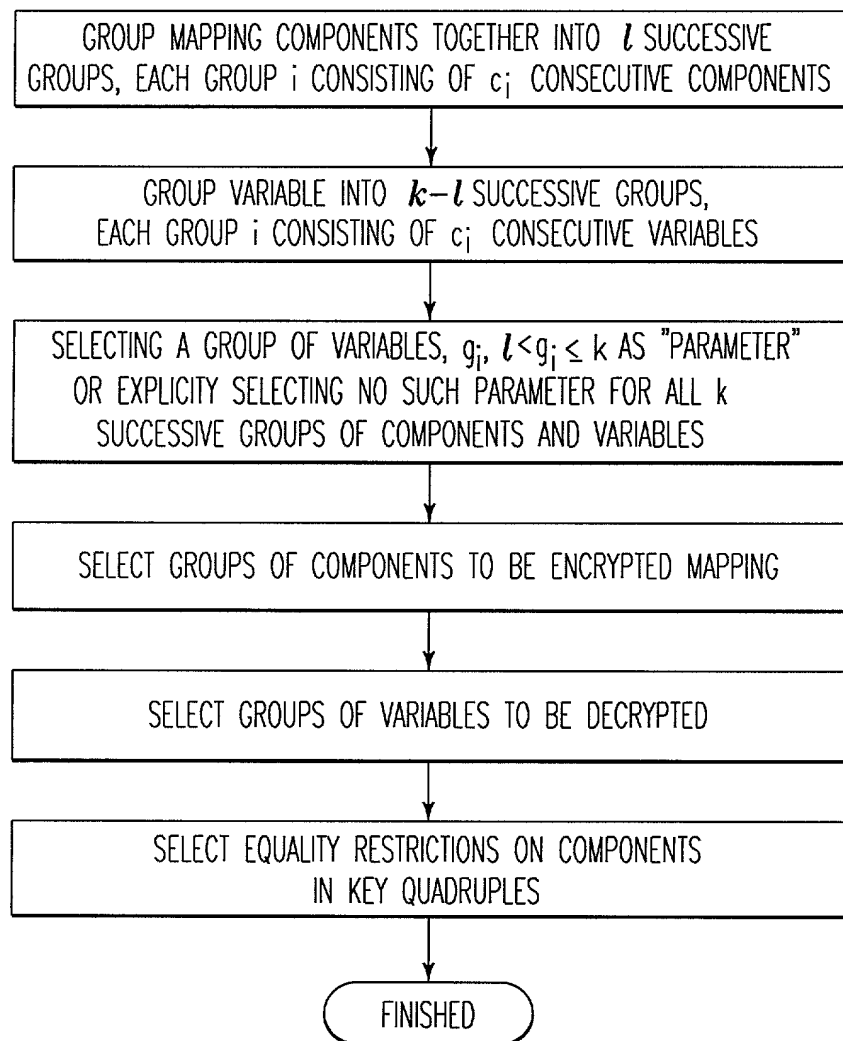 GROUP MAPPING COMPONENTS TOGETHER INTO l SUCCESSIVE
GROUPS, EACH GROUP i CONSISTING OF ci CONSECUTIVE COMPONENTS
GROUP VARIABLE INTO k-l SUCCESSIVE GROUPS,
EACH GROUP i CONSISTING OF ci CONSECUTIVE VARIABLES
SELECTING A GROUP OF VARIABLES, gi, l<gi ≤ k AS "PARAMETER"
OR EXPLICITY SELECTING NO SUCH PARAMETER FOR ALL k
SUCCESSIVE GROUPS OF COMPONENTS AND VARIABLES
SELECT GROUPS OF COMPONENTS TO BE ENCRYPTED MAPPING
SELECT GROUPS OF VARIABLES TO BE DECRYPTED
SELECT EQUALITY RESTRICTIONS ON COMPONENTS
IN KEY QUADRUPLES
FINISHED